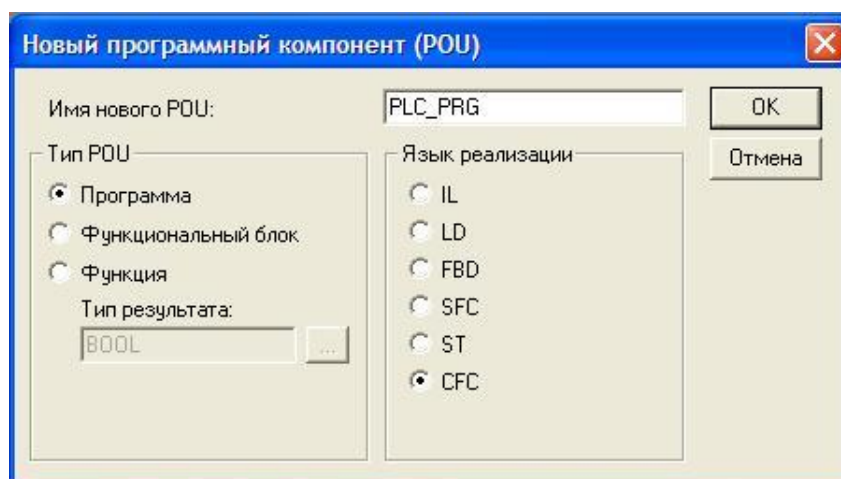 Новый программный компонент (POU)
Имя нового POU:
PLC_PRG
OK
Отмена
Тип POU
Программа
Функциональный блок
Функция
Тип результата:
BOOL
...
Язык реализации
IL
LD
FBD
SFC
ST
CFC